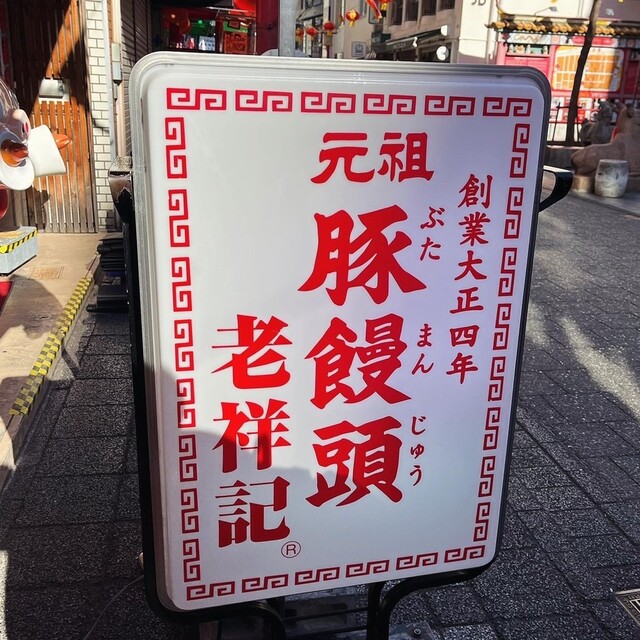 創業大正四年
元祖
豚饅頭
ぶた まん じゅう
老祥記
®